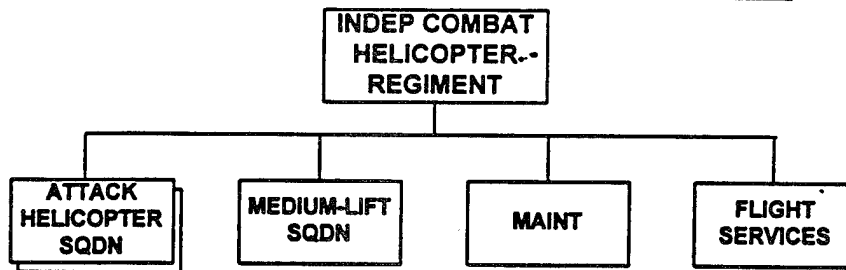 INDEP COMBAT
HELICOPTER
REGIMENT
ATTACK
HELICOPTER
SQDN
MEDIUM-LIFT
SQDN
MAINT
FLIGHT
SERVICES